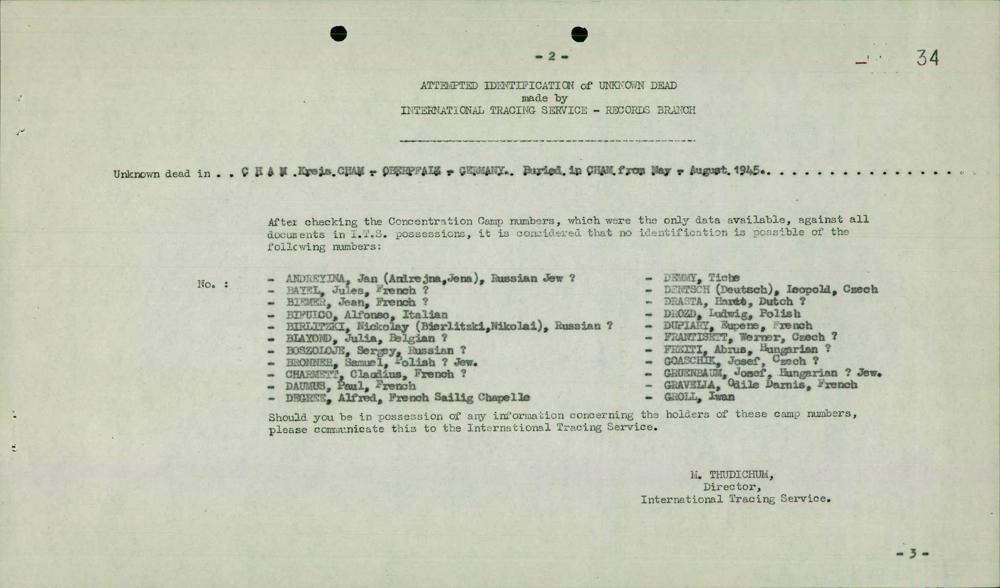 - 2 -
34
ATTEMPTED IDENTIFICATION of UNKNOWN DEAD
made by
INTERNATIONAL TRACING SERVICE - RECORDS BRANCH
Unknown dead in . . C H A M .Kreis.CHAM - OBERPFALZ - GERMANY.. Buried.in CHAM.from May - August.1945..
After checking the Concentration Camp numbers, which were the only data available, against all
documents in I.T.S. possessions, it is considered that no identification is possible of the
following numbers:
No. :
- ANDREYINA, Jan (Andrejna,Jena), Russian Jew ?
- BAYEL, Jules, French ?
- BIEMER, Jean, French ?
- BIFUICO, Alfonso, Italian
- BIRLITZKI, Nickolay (Bierlitski,Nikolai), Russian ?
- BLAYOND, Julia, Belgian ?
- BOSZOLOJE, Sergey, Russian ?
- BRONNER, Samuel, Polish ? Jew.
- CHARMETT, Claudius, French ?
- DAUMUS, Paul, French
- DEGREE, Alfred, French Sailig Chapelle
- DEMMY, Tiche
- DENTSCH (Deutsch), Leopold, Czech
- DRASTA, Dutch ?
- DROZD, Ludwig, Polish
- DUPIARY, Eupene, French
- FRANTISETT, Werner, Czech ?
- FREITI, Abrus, Hungarian ?
- GOASCHIK, Josef, Czech ?
- GRUENBAUM, Josef, Hungarian ? Jew.
- GRAVELIA, Odile Darnis, French
- GROLL, Iwan
Should you be in possession of any information concerning the holders of these camp numbers,
please communicate this to the International Tracing Service.
M. THUDICHUM,
Director,
International Tracing Service.
- 3 -